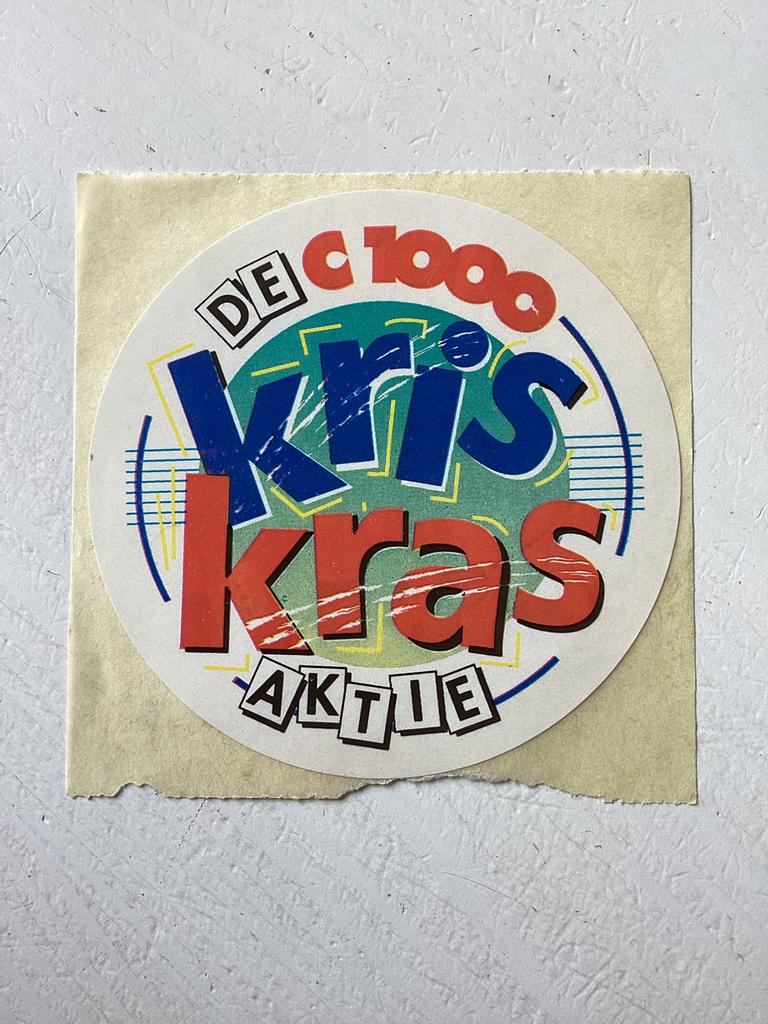 DE C1000
kris
kras
AKTIE